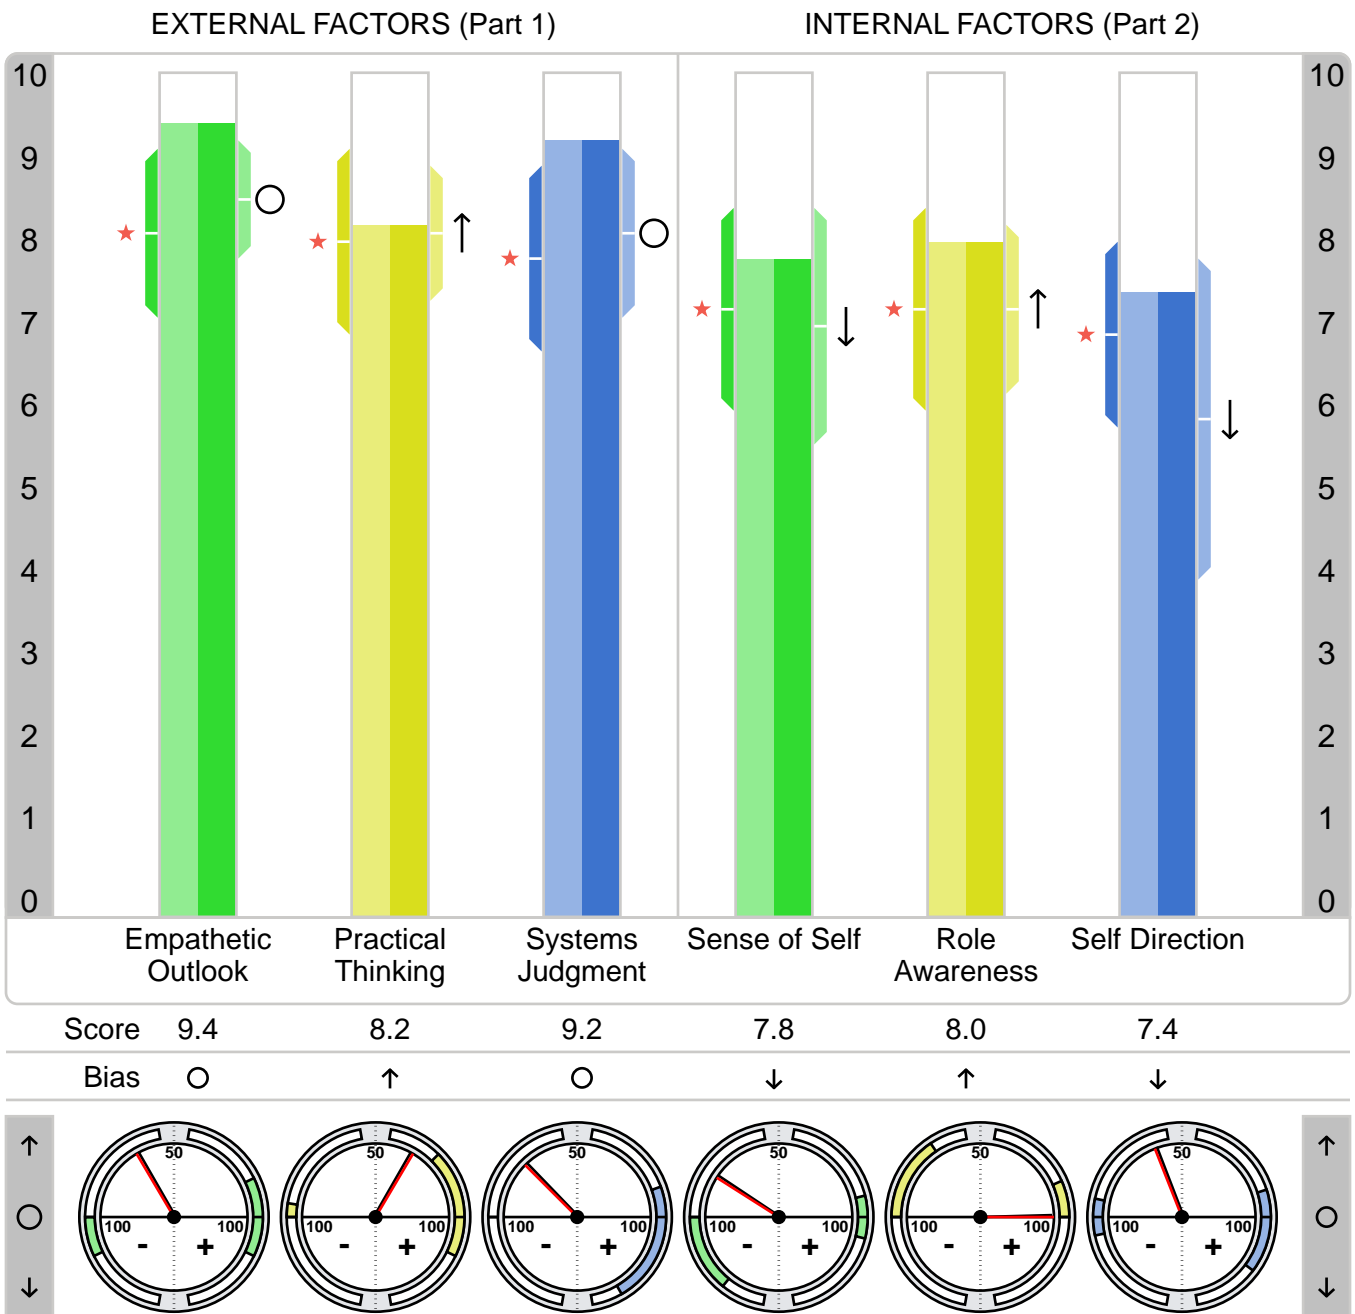 EXTERNAL FACTORS (Part 1) INTERNAL FACTORS (Part 2)
10 10
9 9
8 8
7 7
6 6
5 5
4 4
3 3
2 2
1 1
0 0
Empathetic Practical Systems Sense of Self Role Self Direction
Outlook Thinking Judgment Awareness
Score 9.4 8.2 9.2 7.8 8.0 7.4
Bias ○ ↑ ○ ↓ ↑ ↓
↑ ↑
50 50 50 50 50 50
○ ○
100 100 100 100 100 100 100 100 100 100 100 100
- + - + - + - + - + - +
↓ ↓